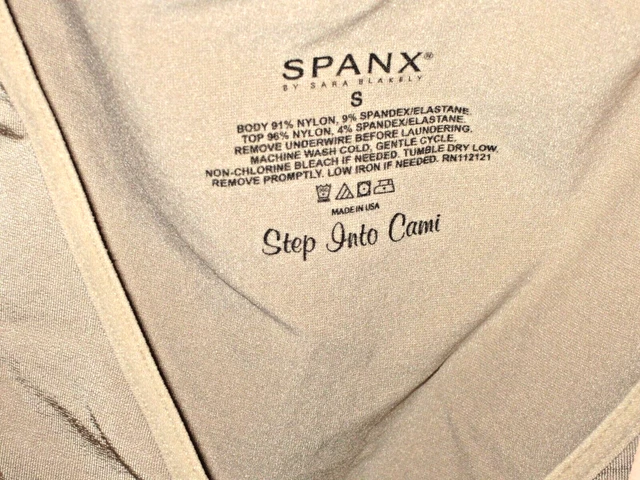 SPANX®
BY SARA BLAKELY
S
BODY 91% NYLON, 9% SPANDEX/ELASTANE
TOP 96% NYLON, 4% SPANDEX/ELASTANE.
REMOVE UNDERWIRE BEFORE LAUNDERING.
MACHINE WASH COLD, GENTLE CYCLE.
NON-CHLORINE BLEACH IF NEEDED. TUMBLE DRY LOW,
REMOVE PROMPTLY. LOW IRON IF NEEDED. RN112121
MADE IN USA
Step Into Cami